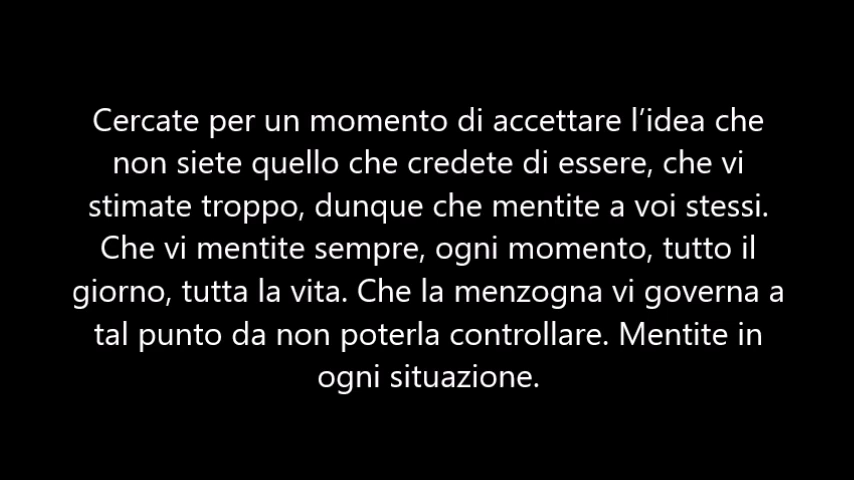 Cercate per un momento di accettare l’idea che
non siete quello che credete di essere, che vi
stimate troppo, dunque che mentite a voi stessi.
Che vi mentite sempre, ogni momento, tutto il
giorno, tutta la vita. Che la menzogna vi governa a
tal punto da non poterla controllare. Mentite in
ogni situazione.